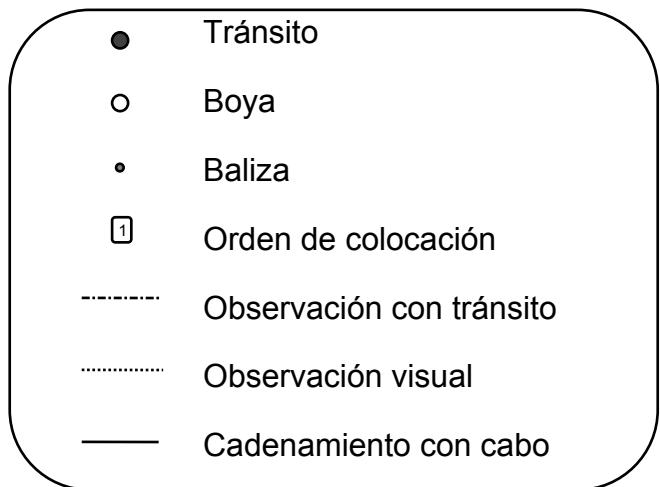 Tránsito
Boya
Baliza
1 Orden de colocación
Observación con tránsito
Observación visual
Cadenamiento con cabo